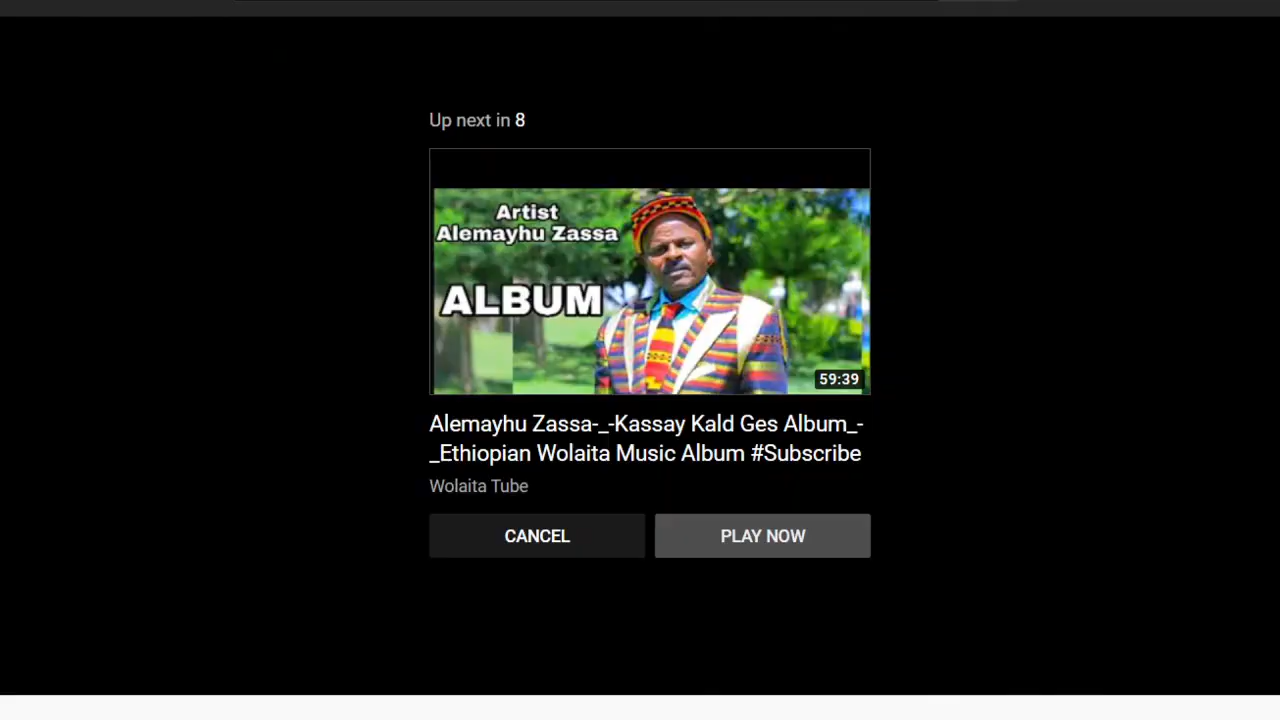 Up next in 8
Artist
Alemayhu Zassa
ALBUM
59:39
Alemayhu Zassa-_-Kassay Kald Ges Album_-
_Ethiopian Wolaita Music Album #Subscribe
Wolaita Tube
CANCEL
PLAY NOW